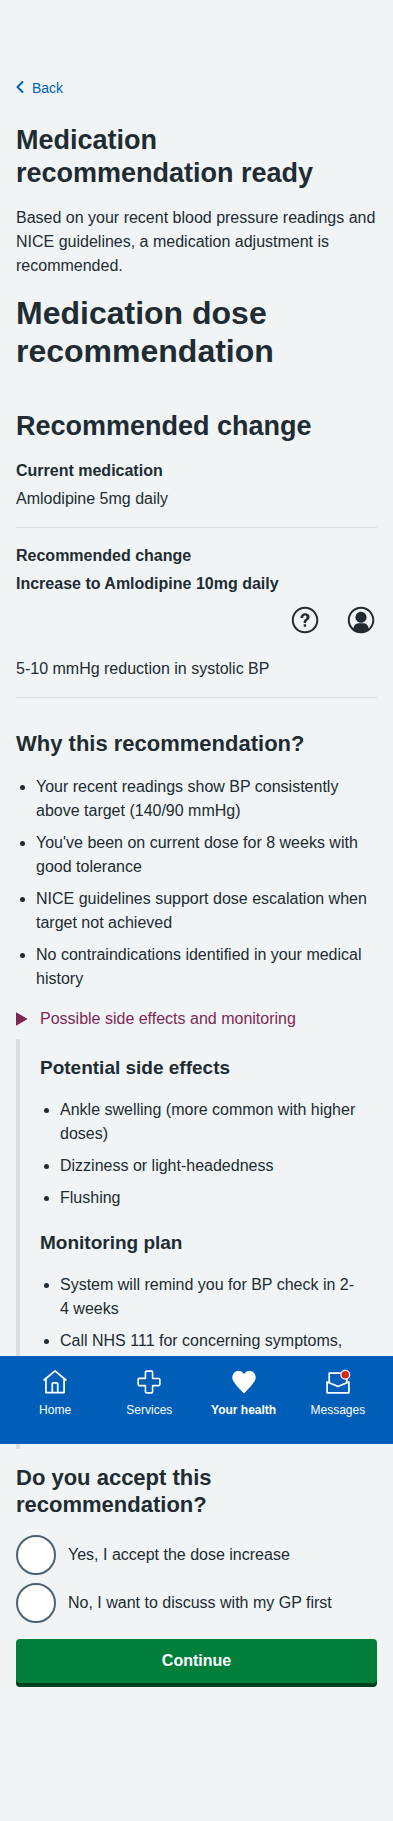 Back
Medication
recommendation ready
Based on your recent blood pressure readings and
NICE guidelines, a medication adjustment is
recommended.
Medication dose
recommendation
Recommended change
Current medication
Amlodipine 5mg daily
Recommended change
Increase to Amlodipine 10mg daily
5-10 mmHg reduction in systolic BP
Why this recommendation?
Your recent readings show BP consistently
above target (140/90 mmHg)
You've been on current dose for 8 weeks with
good tolerance
NICE guidelines support dose escalation when
target not achieved
No contraindications identified in your medical
history
Possible side effects and monitoring
Potential side effects
Ankle swelling (more common with higher
doses)
Dizziness or light-headedness
Flushing
Monitoring plan
System will remind you for BP check in 2-
4 weeks
Call NHS 111 for concerning symptoms,
Home
Services
Your health
Messages
Do you accept this
recommendation?
Yes, I accept the dose increase
No, I want to discuss with my GP first
Continue